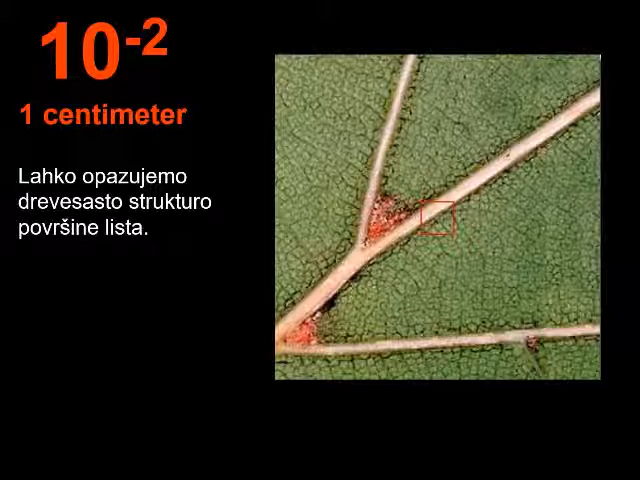 10-2
1 centimeter
Lahko opazujemo
drevesasto strukturo
površine lista.